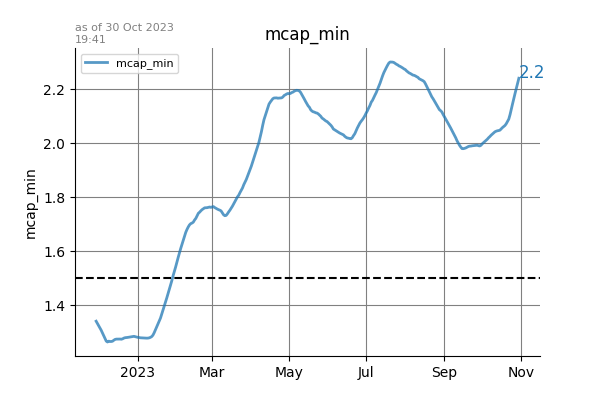 as of 30 Oct 2023
19:41
mcap_min
mcap_min
2.2
2.2
2.0
1.8
1.6
1.4
mcap_min
2023 Mar May Jul Sep Nov